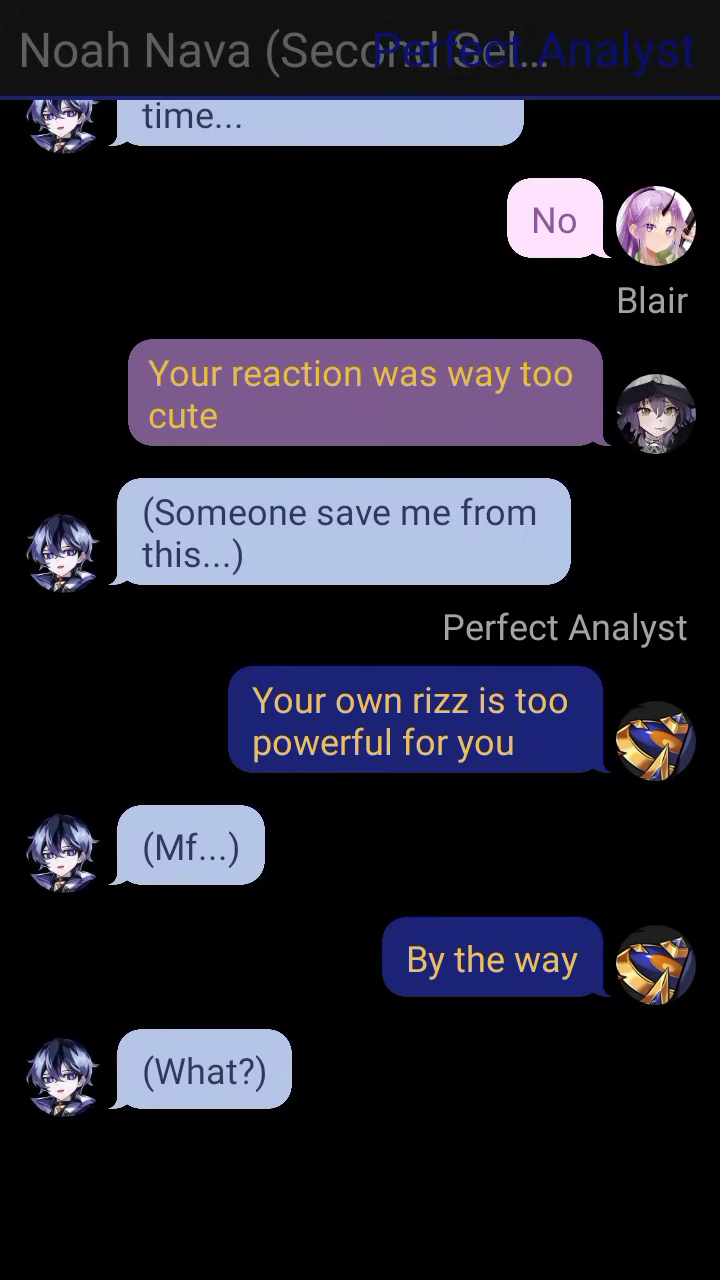 Noah Nava (Second Sel...
Perfect Analyst
time...
No
Blair
Your reaction was way too
cute
(Someone save me from
this...)
Perfect Analyst
Your own rizz is too
powerful for you
(Mf...)
By the way
(What?)